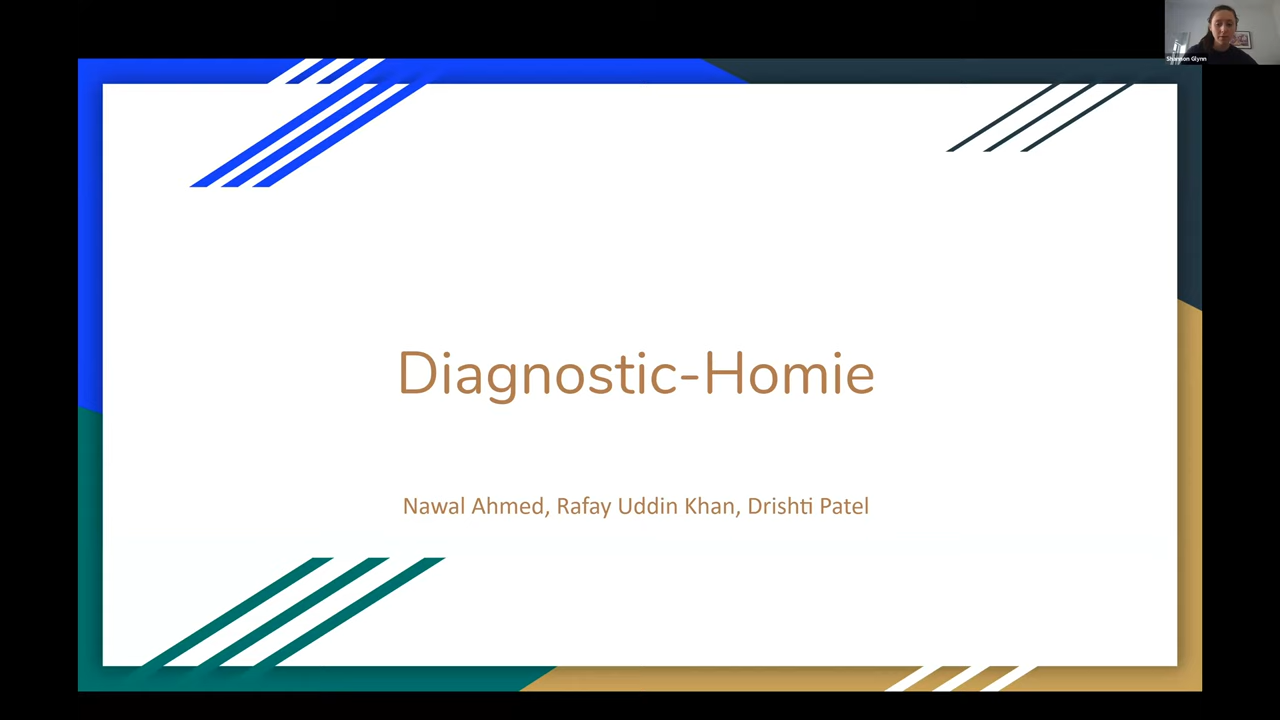 Shannon Glynn
Diagnostic-Homie
Nawal Ahmed, Rafay Uddin Khan, Drishti Patel